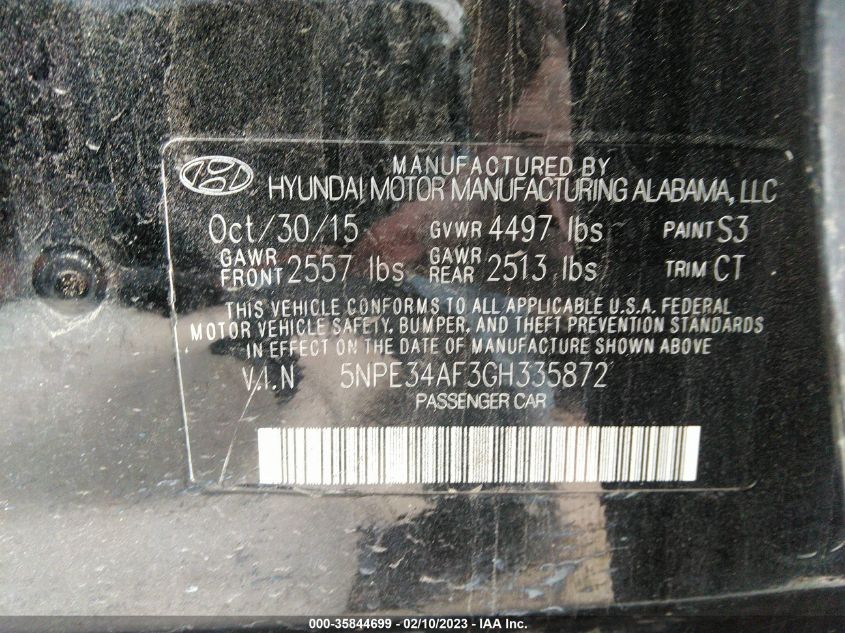 MANUFACTURED BY
HYUNDAI MOTOR MANUFACTURING ALABAMA, LLC
Oct/30/15 GVWR 4497 lbs PAINT S3
GAWR FRONT 2557 lbs GAWR REAR 2513 lbs TRIM CT
THIS VEHICLE CONFORMS TO ALL APPLICABLE U.S.A. FEDERAL
MOTOR VEHICLE SAFETY, BUMPER, AND THEFT PREVENTION STANDARDS
IN EFFECT ON THE DATE OF MANUFACTURE SHOWN ABOVE
V.I.N 5NPE34AF3GH335872
PASSENGER CAR
000-35844699 - 02/10/2023 - IAA Inc.